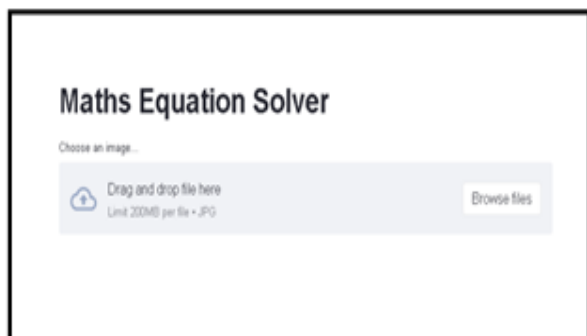 Maths Equation Solver
Choose an image...
Drag and drop file here
Limit 200MB per file • JPG
Browse files